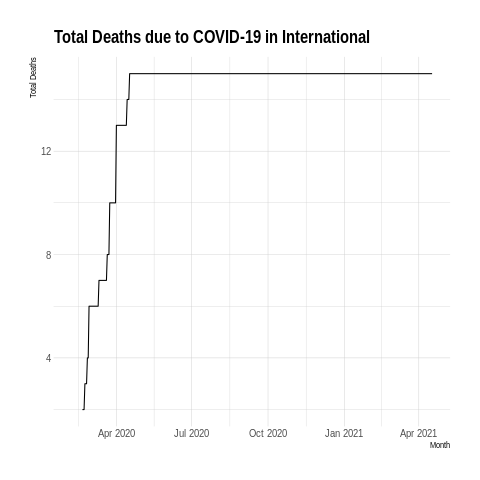 Total Deaths due to COVID-19 in International
Total Deaths
12
8
4
Apr 2020 Jul 2020 Oct 2020 Jan 2021 Apr 2021
Month